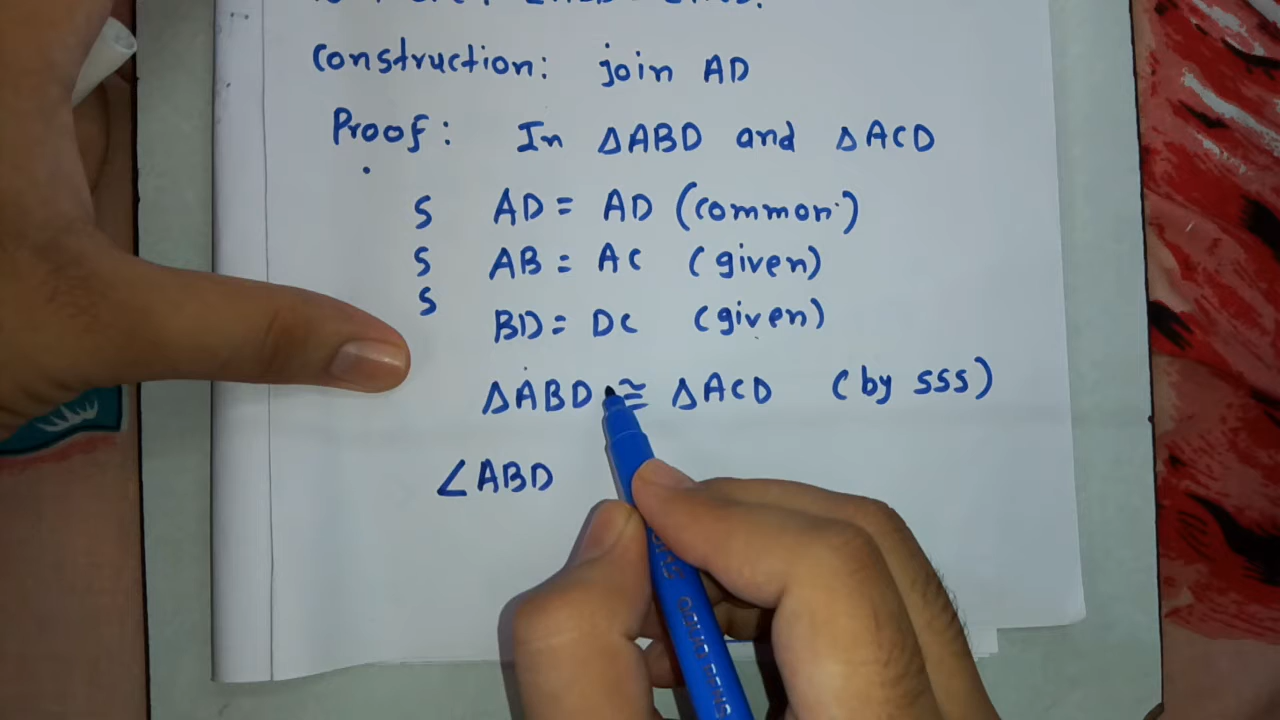 Construction: join AD
Proof: In ΔABD and ΔACD
S AD = AD (common)
S AB = AC (given)
S BD = DC (given)
ΔABD ≅ ΔACD (by SSS)
∠ABD